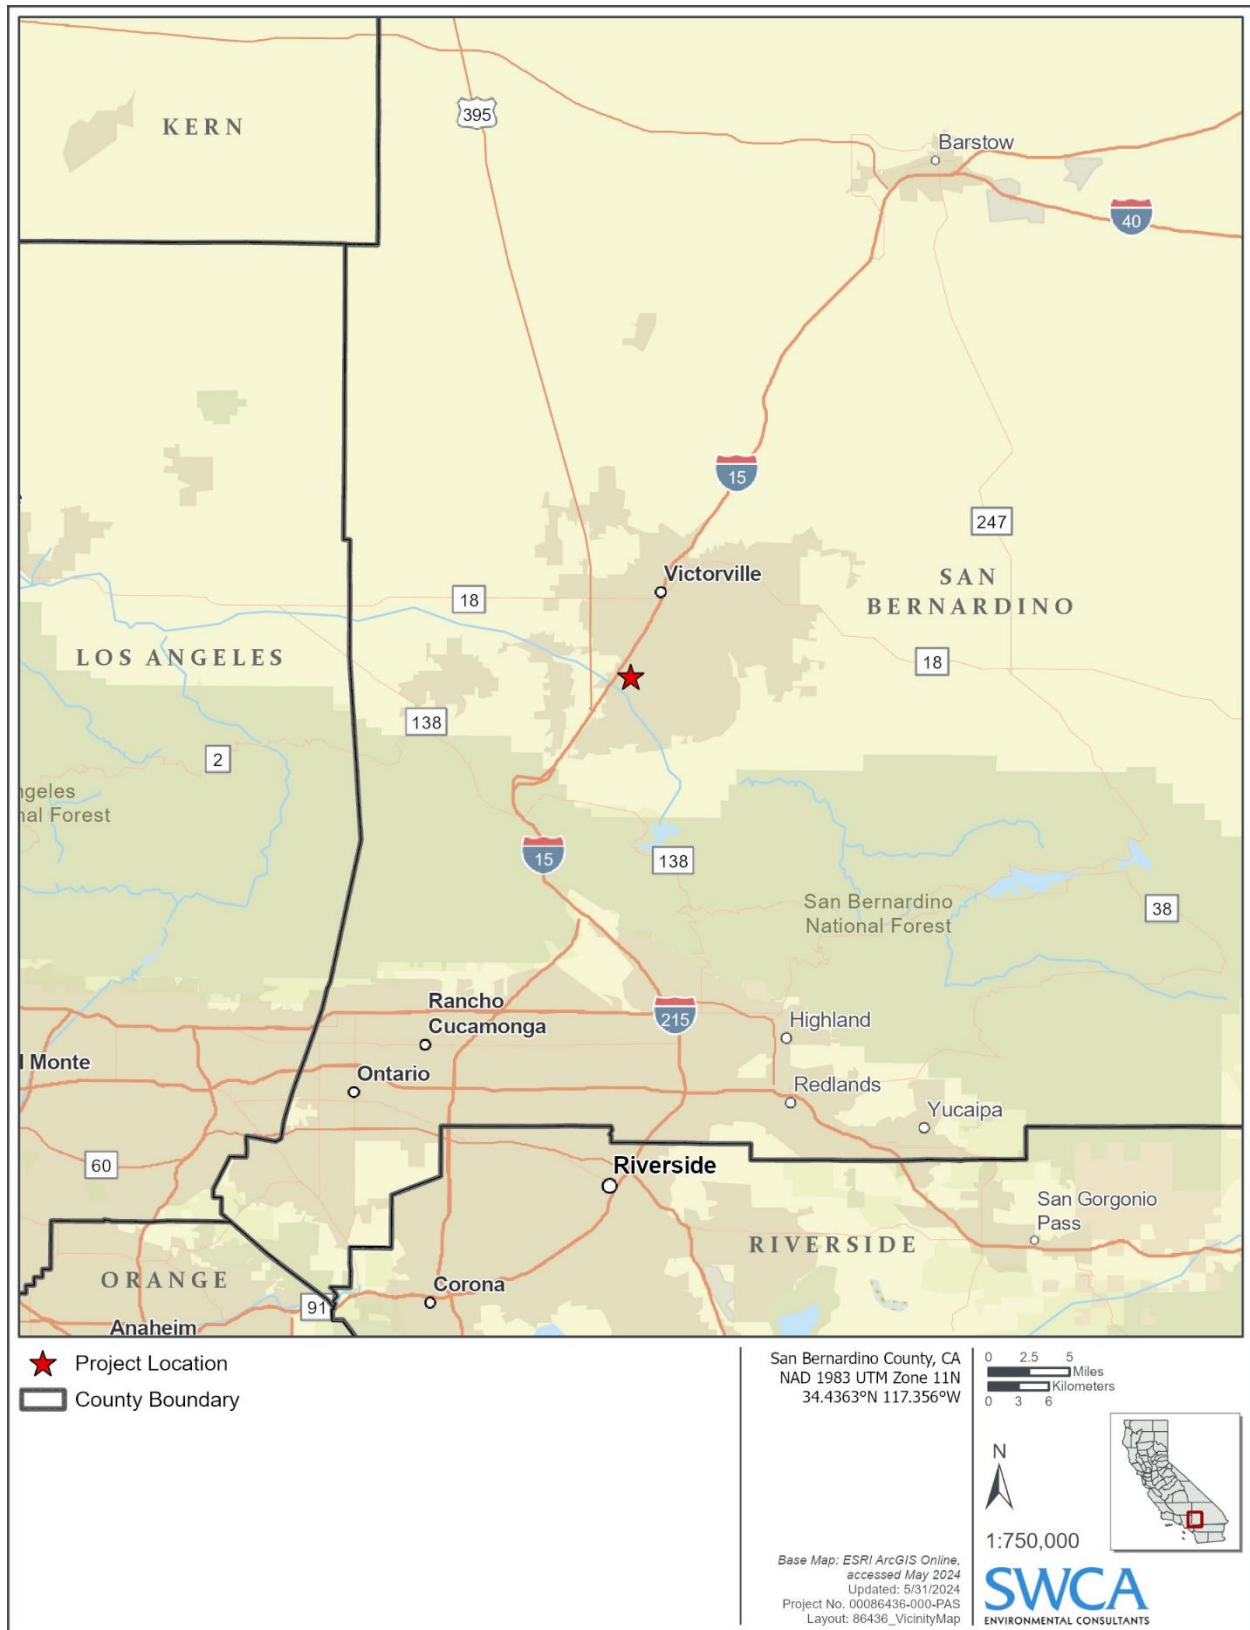 KERN
395
Barstow
40
15
247
Victorville
SAN
BERNARDINO
18
LOS ANGELES
18
138
2
ngeles
nal Forest
15
138
San Bernardino
National Forest
38
Rancho
Cucamonga
215
Highland
l Monte
Ontario
Redlands
Yucaipa
60
Riverside
San Gorgonio
Pass
RIVERSIDE
ORANGE
Corona
91
Anaheim
Project Location
County Boundary
San Bernardino County, CA
NAD 1983 UTM Zone 11N
34.4363°N 117.356°W
0 2.5 5
Miles
Kilometers
0 3 6
N
1:750,000
Base Map: ESRI ArcGIS Online,
accessed May 2024
Updated: 5/31/2024
Project No. 00086436-000-PAS
Layout: 86436_VicinityMap
SWCA
ENVIRONMENTAL CONSULTANTS